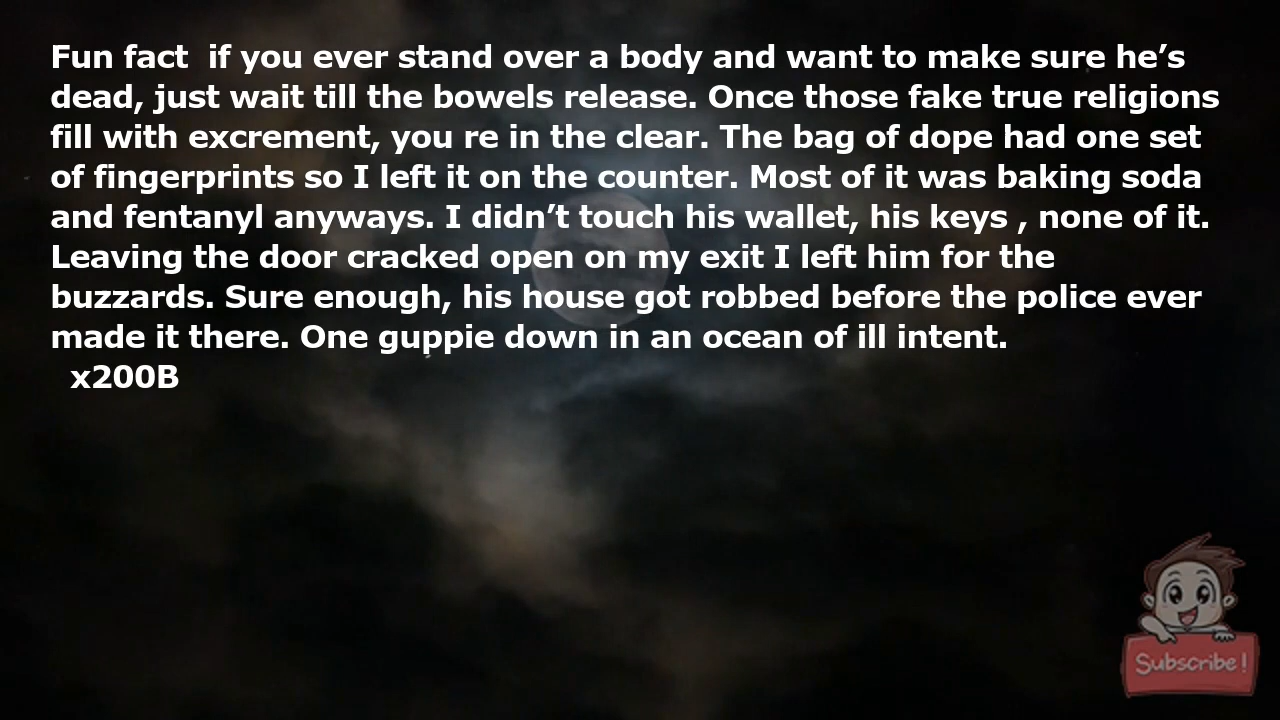 Fun fact  if you ever stand over a body and want to make sure he’s
dead, just wait till the bowels release. Once those fake true religions
fill with excrement, you re in the clear. The bag of dope had one set
of fingerprints so I left it on the counter. Most of it was baking soda
and fentanyl anyways. I didn’t touch his wallet, his keys , none of it.
Leaving the door cracked open on my exit I left him for the
buzzards. Sure enough, his house got robbed before the police ever
made it there. One guppie down in an ocean of ill intent.
x200B
Subscribe!